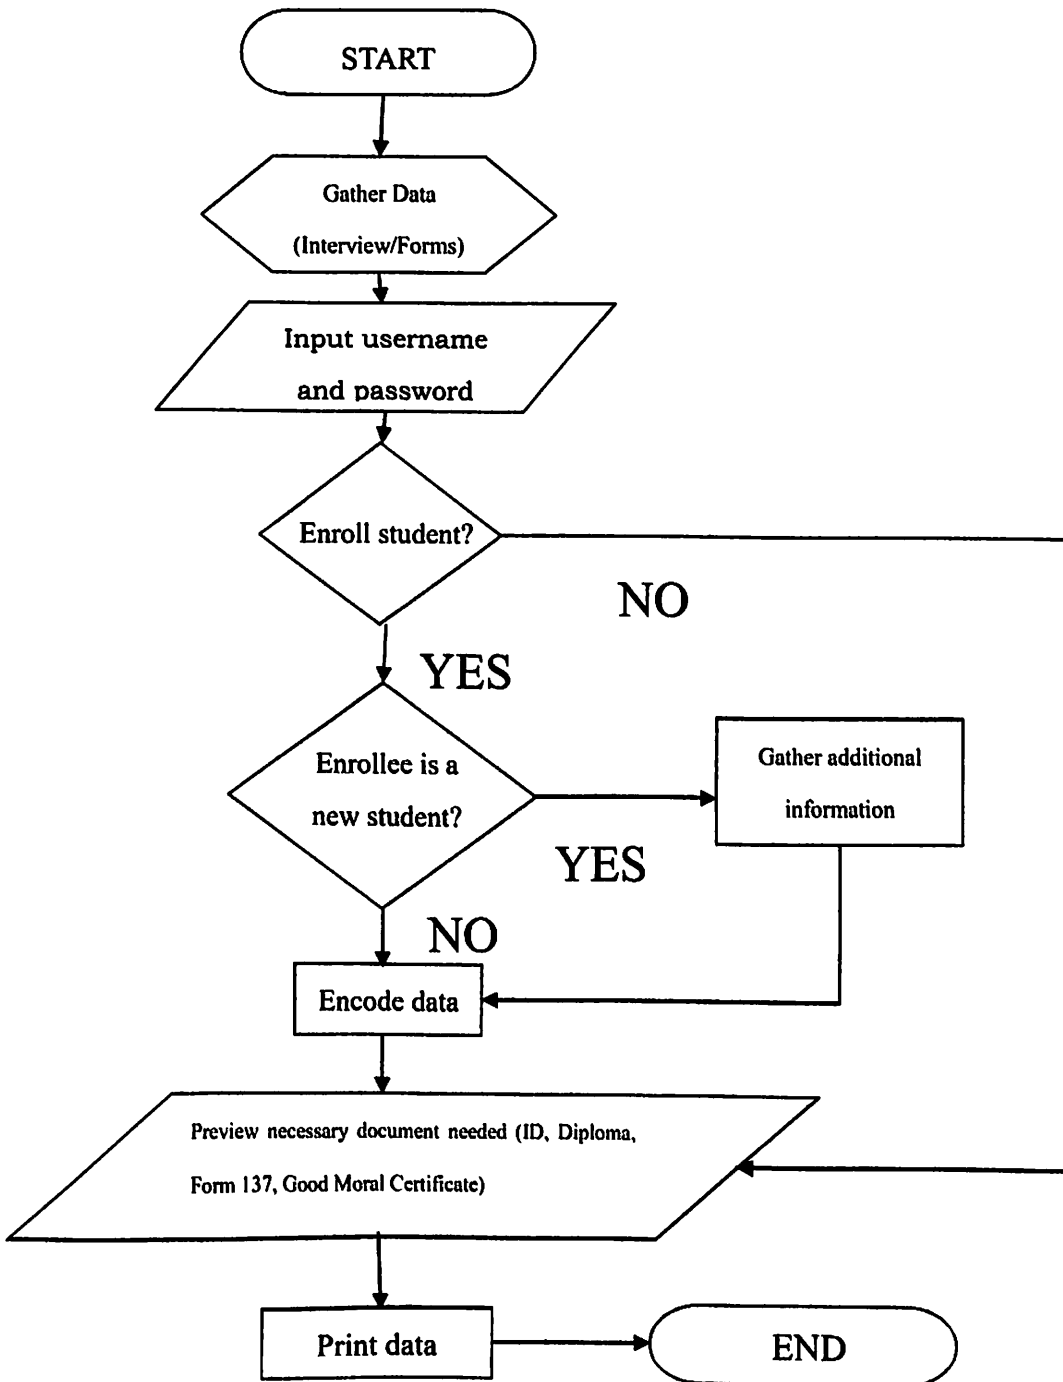 START
Gather Data
(Interview/Forms)
Input username
and password
Enroll student?
NO
YES
Enrollee is a
new student?
Gather additional
information
YES
NO
Encode data
Preview necessary document needed (ID, Diploma,
Form 137, Good Moral Certificate)
Print data
END